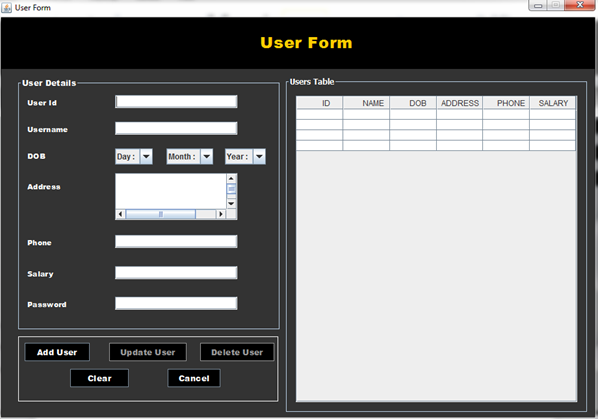 User Form
User Form
User Details
User Id
Username
DOB
Day :
Month :
Year :
Address
Phone
Salary
Password
Add User
Update User
Delete User
Clear
Cancel
Users Table
ID NAME DOB ADDRESS PHONE SALARY